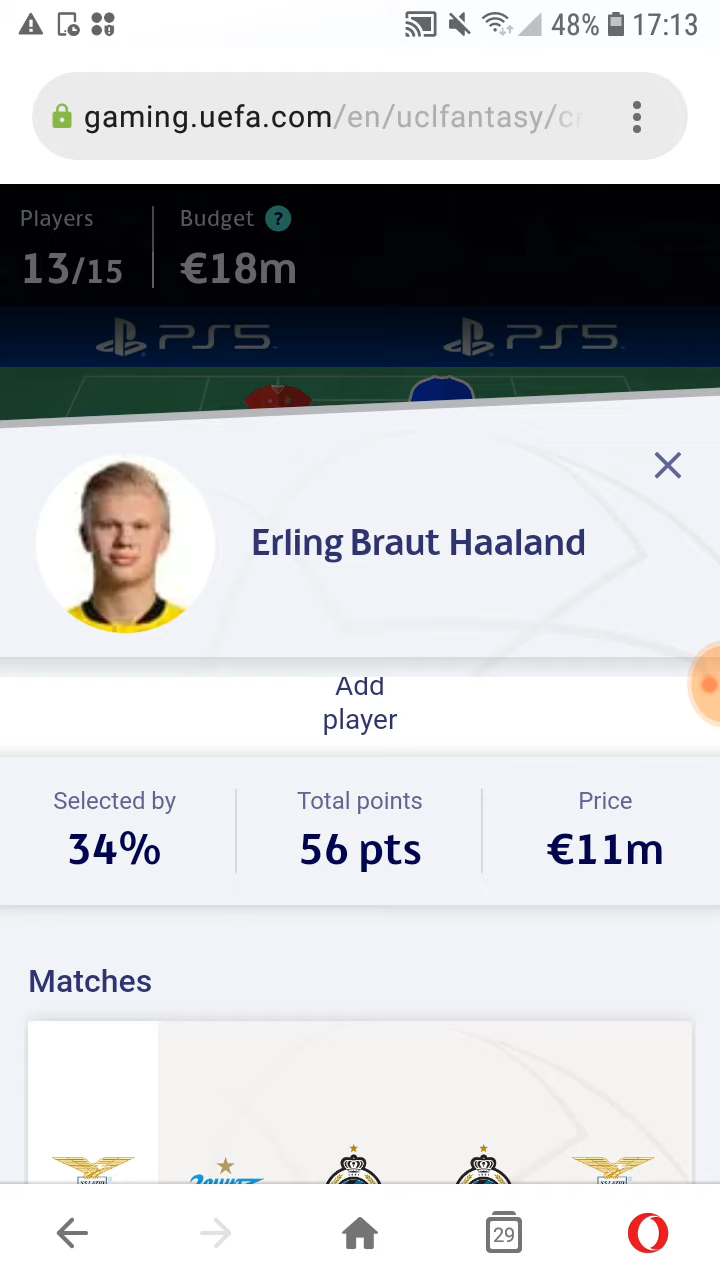 48% 17:13
gaming.uefa.com/en/uclfantasy/cr
Players Budget ?
13/15 €18m
PS5 PS5
Erling Braut Haaland
Add
player
Selected by Total points Price
34% 56 pts €11m
Matches
29